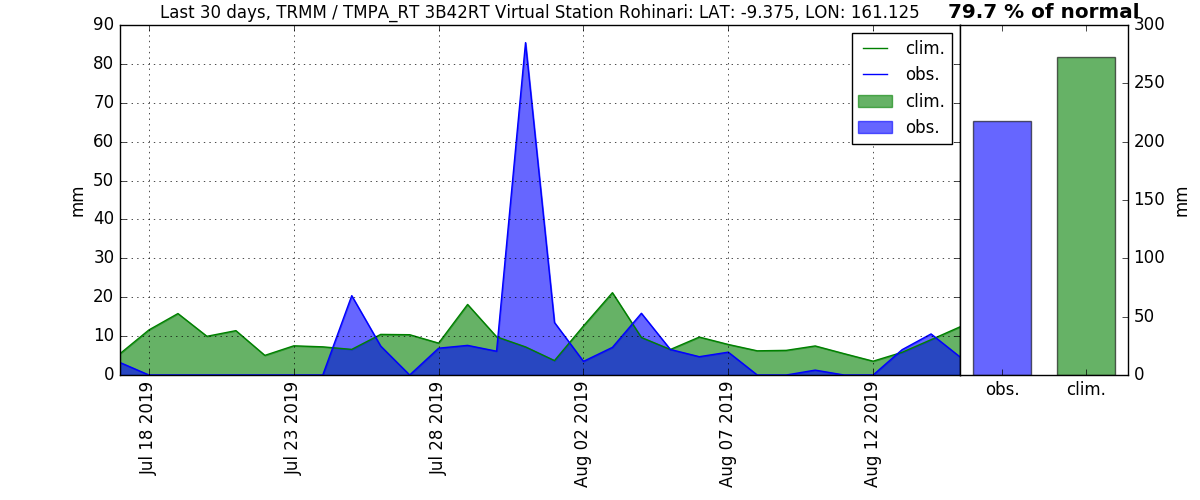 Last 30 days, TRMM / TMPA_RT 3B42RT Virtual Station Rohinari: LAT: -9.375, LON: 161.125
79.7 % of normal
90
80
70
60
50
40
30
20
10
0
mm
clim.
obs.
clim.
obs.
Jul 18 2019
Jul 23 2019
Jul 28 2019
Aug 02 2019
Aug 07 2019
Aug 12 2019
300
250
200
150
100
50
0
mm
obs.
clim.